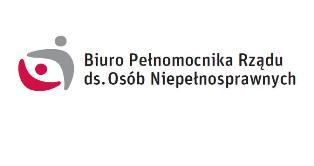 Biuro Pełnomocnika Rządu
ds. Osób Niepełnosprawnych